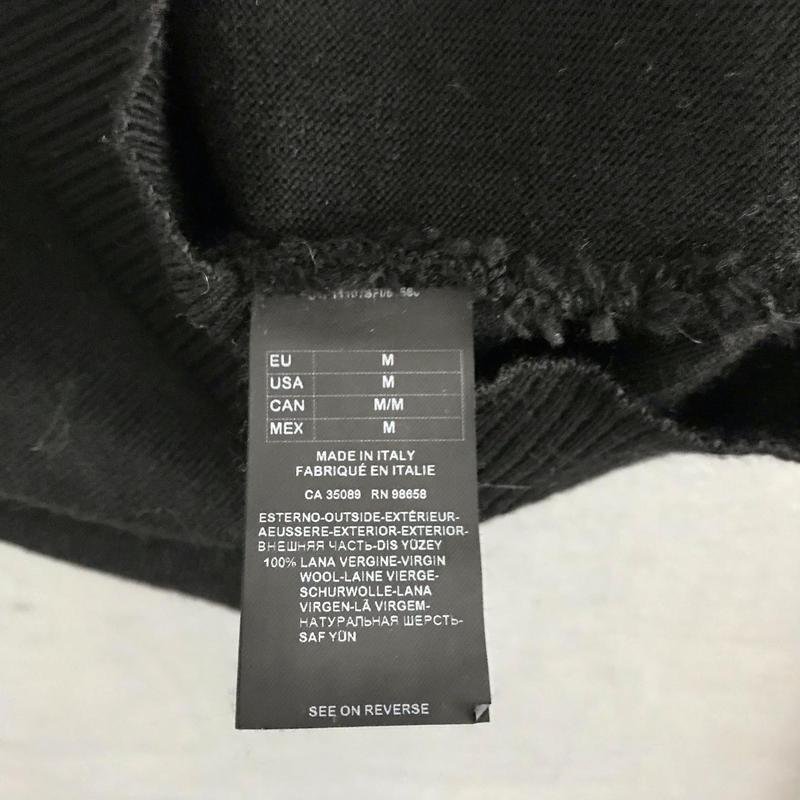 EU M
USA M
CAN M/M
MEX M
MADE IN ITALY
FABRIQUÉ EN ITALIE
CA 35089 RN 98658
ESTERNO-OUTSIDE-EXTÉRIEUR-
AEUSSERE-EXTERIOR-EXTERIOR-
ВНЕШНЯЯ ЧАСТЬ-DIS YÜZEY
100% LANA VERGINE-VIRGIN
WOOL-LAINE VIERGE-
SCHURWOLLE-LANA
VIRGEN-LÃ VIRGEM-
НАТУРАЛЬНАЯ ШЕРСТЬ-
SAF YÜN
SEE ON REVERSE